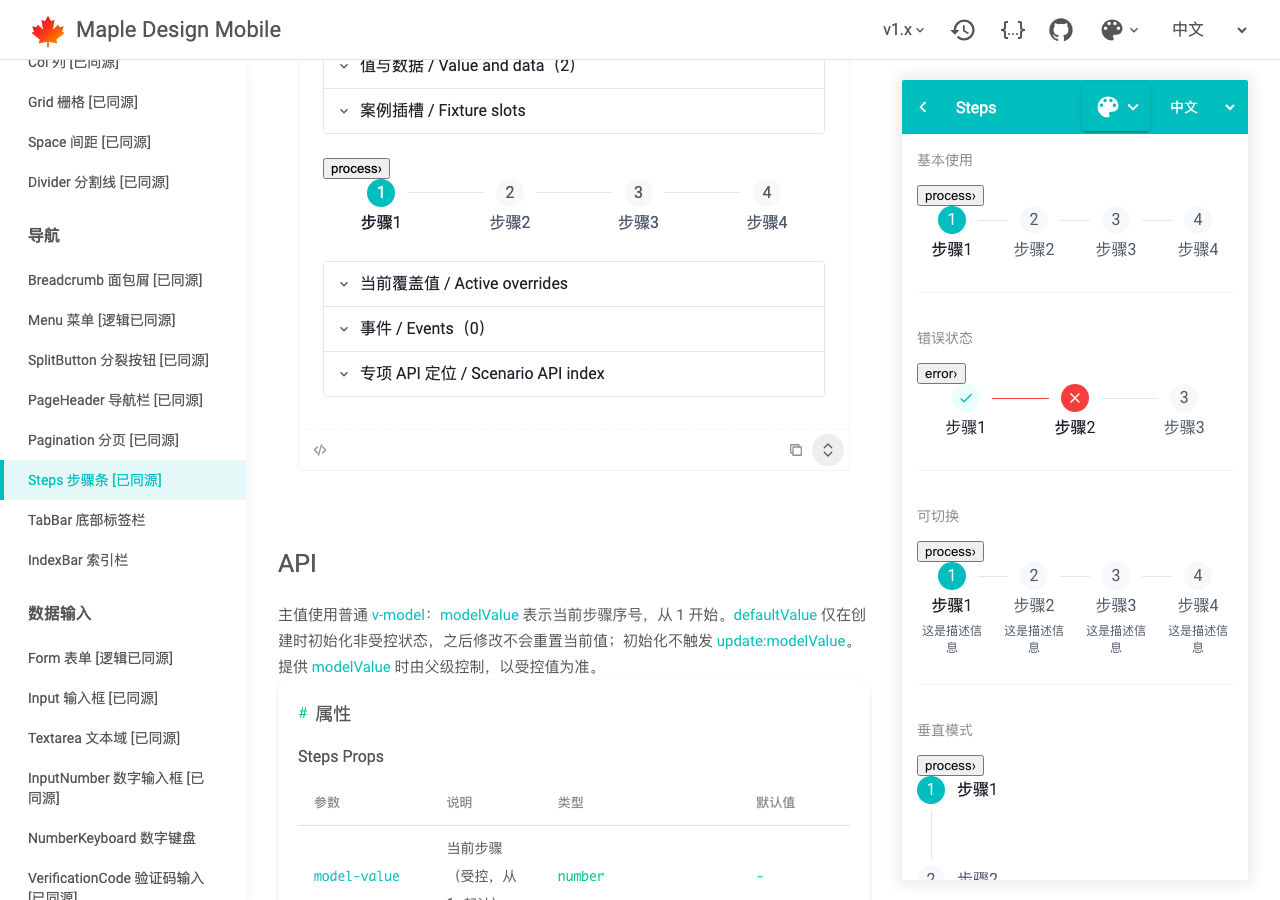 Maple Design Mobile
v1.x
{..}
中文
Col 列 [已同源]
Grid 栅格 [已同源]
Space 间距 [已同源]
Divider 分割线 [已同源]
导航
Breadcrumb 面包屑 [已同源]
Menu 菜单 [逻辑已同源]
SplitButton 分裂按钮 [已同源]
PageHeader 导航栏 [已同源]
Pagination 分页 [已同源]
Steps 步骤条 [已同源]
TabBar 底部标签栏
IndexBar 索引栏
数据输入
Form 表单 [逻辑已同源]
Input 输入框 [已同源]
Textarea 文本域 [已同源]
InputNumber 数字输入框 [已
同源]
NumberKeyboard 数字键盘
VerificationCode 验证码输入
[已同源]
值与数据 / Value and data（2）
案例插槽 / Fixture slots
process›
1 2 3 4
步骤1 步骤2 步骤3 步骤4
当前覆盖值 / Active overrides
事件 / Events（0）
专项 API 定位 / Scenario API index
API
主值使用普通 v-model：modelValue 表示当前步骤序号，从 1 开始。defaultValue 仅在创
建时初始化非受控状态，之后修改不会重置当前值；初始化不触发 update:modelValue。
提供 modelValue 时由父级控制，以受控值为准。
# 属性
Steps Props
参数 说明 类型 默认值
当前步骤
model-value （受控，从 number -
Steps 中文
基本使用
process›
1 2 3 4
步骤1 步骤2 步骤3 步骤4
错误状态
error›
3
步骤1 步骤2 步骤3
可切换
process›
1 2 3 4
步骤1 步骤2 步骤3 步骤4
这是描述信 这是描述信 这是描述信 这是描述信
息 息 息 息
垂直模式
process›
1 步骤1
2 步骤2